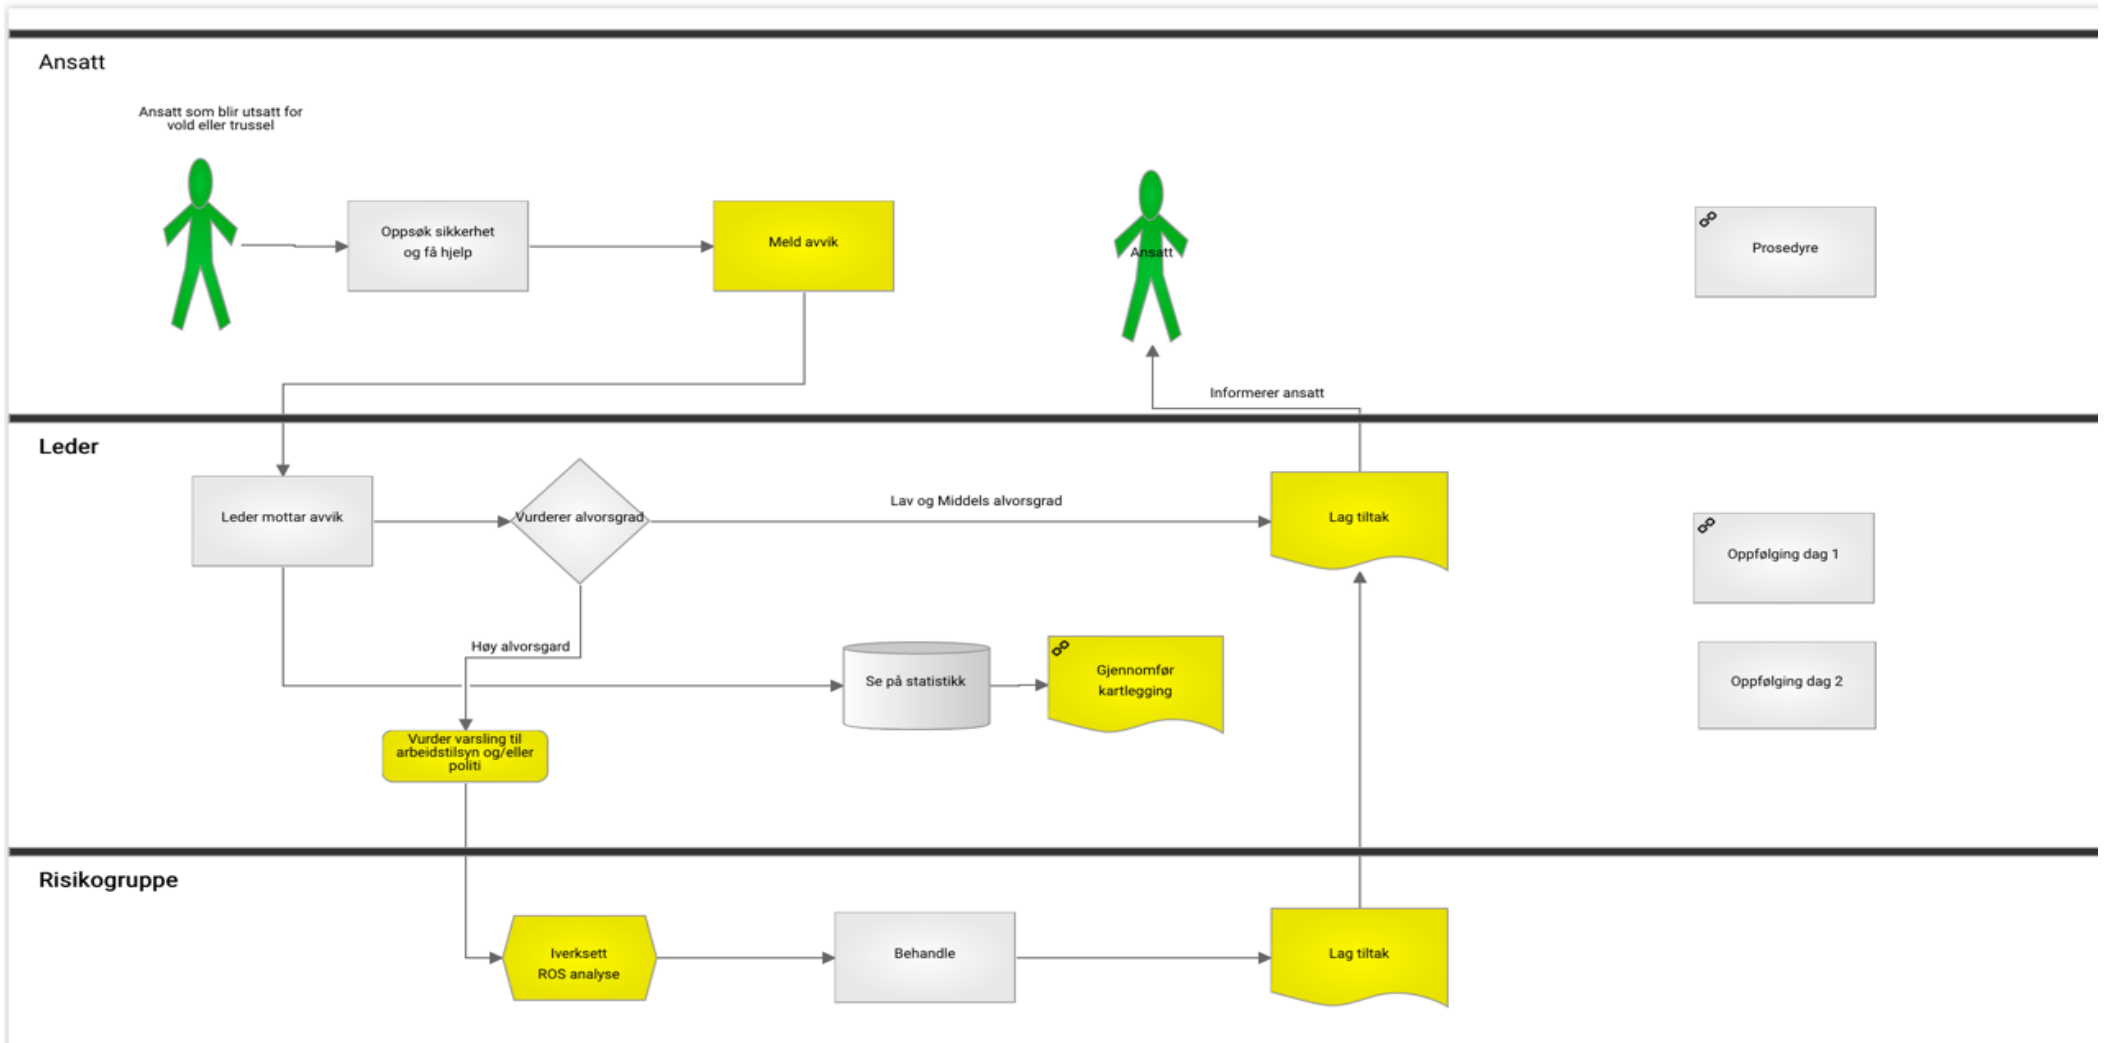 Ansatt
Ansatt som blir utsatt for
vold eller trussel
Oppsøk sikkerhet
og få hjelp
Meld avvik
Ansatt
Prosedyre
Informerer ansatt
Leder
Leder mottar avvik
Vurderer alvorsgrad
Lav og Middels alvorsgrad
Lag tiltak
Oppfølging dag 1
Høy alvorsgard
Se på statistikk
Gjennomfør
kartlegging
Oppfølging dag 2
Vurder varsling til
arbeidstilsyn og/eller
politi
Risikogruppe
Iverksett
ROS analyse
Behandle
Lag tiltak